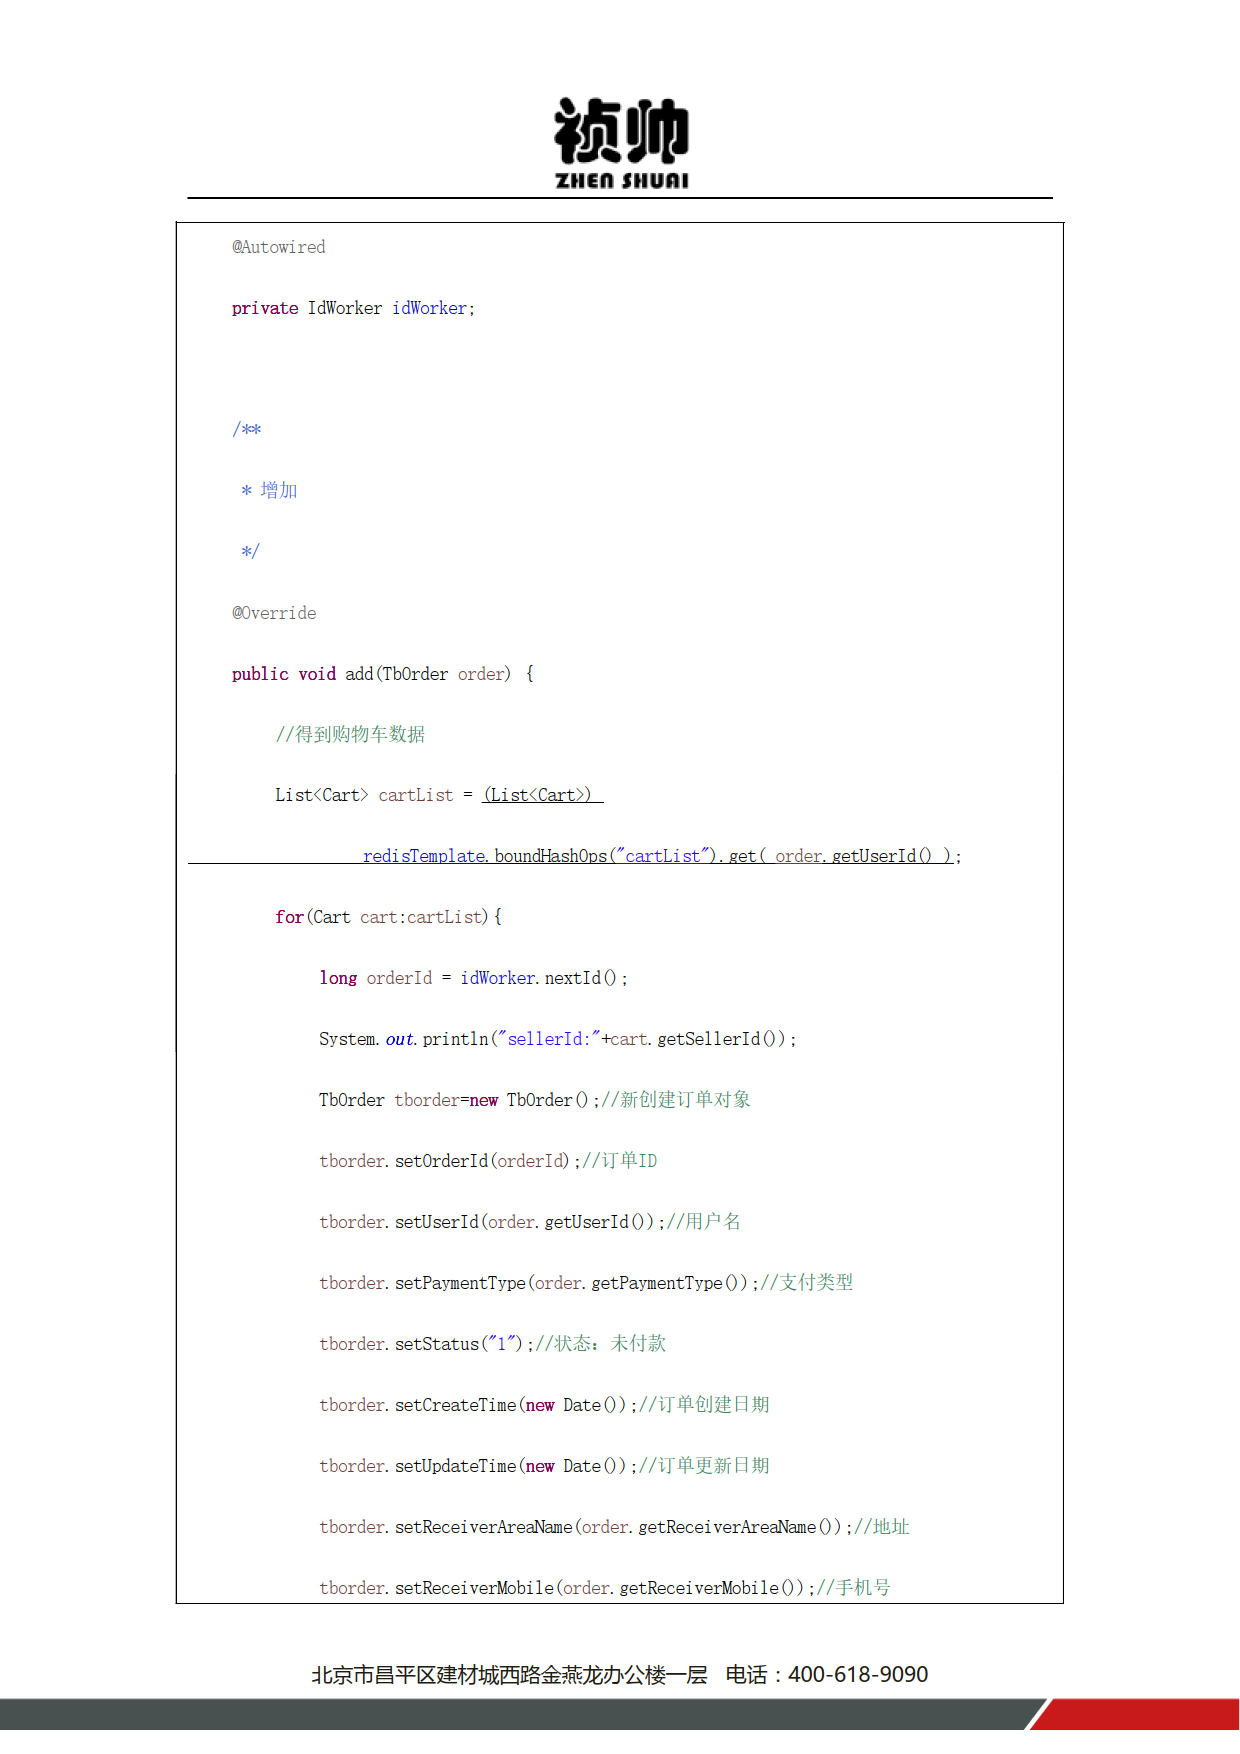 祯帅
ZHEN SHUAI
@Autowired
private IdWorker idWorker;
/**
* 增加
*/
@Override
public void add(TbOrder order) {
//得到购物车数据
List<Cart> cartList = (List<Cart>)
redisTemplate.boundHashOps("cartList").get( order.getUserId() );
for(Cart cart:cartList){
long orderId = idWorker.nextId();
System.out.println("sellerId:"+cart.getSellerId());
TbOrder tborder=new TbOrder();//新创建订单对象
tborder.setOrderId(orderId);//订单ID
tborder.setUserId(order.getUserId());//用户名
tborder.setPaymentType(order.getPaymentType());//支付类型
tborder.setStatus("1");//状态：未付款
tborder.setCreateTime(new Date());//订单创建日期
tborder.setUpdateTime(new Date());//订单更新日期
tborder.setReceiverAreaName(order.getReceiverAreaName());//地址
tborder.setReceiverMobile(order.getReceiverMobile());//手机号
北京市昌平区建材城西路金燕龙办公楼一层 电话：400-618-9090